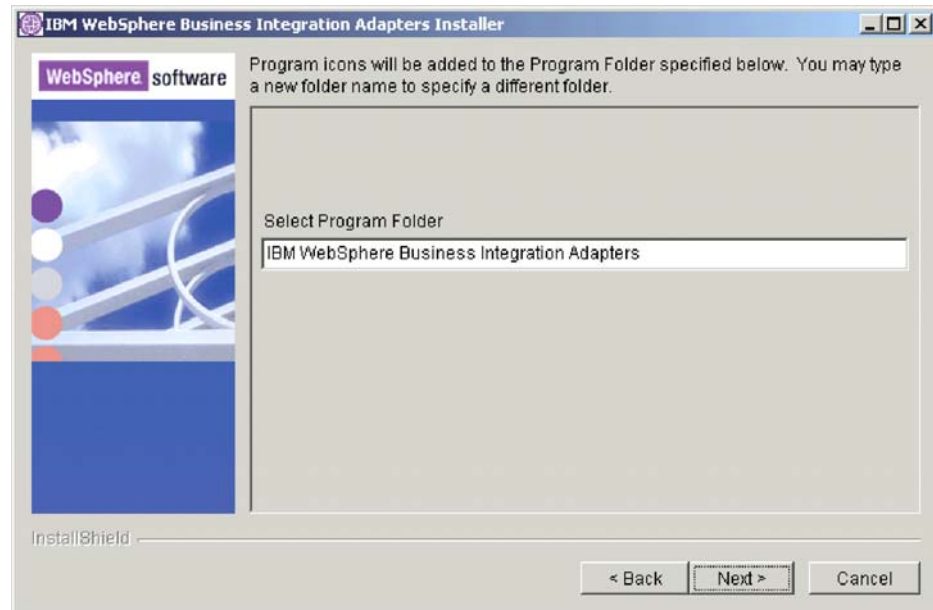 IBM WebSphere Business Integration Adapters Installer
WebSphere software
Program icons will be added to the Program Folder specified below. You may type
a new folder name to specify a different folder.
Select Program Folder
IBM WebSphere Business Integration Adapters
InstallShield
< Back
Next >
Cancel